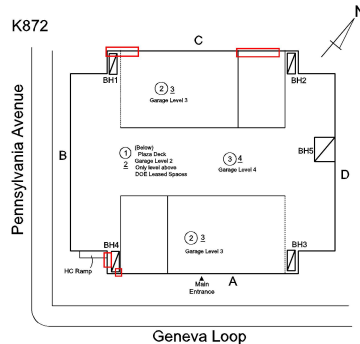 K872
N
C
BH1
BH2
② 3
Garage Level 3
Pennsylvania Avenue
B
①
2
(Below)
Plaza Deck
Garage Level 2
Only level above
DOE Leased Spaces
③ 4
Garage Level 4
BH5
D
② 3
Garage Level 3
BH4
BH3
HC Ramp
Main
Entrance
A
Geneva Loop